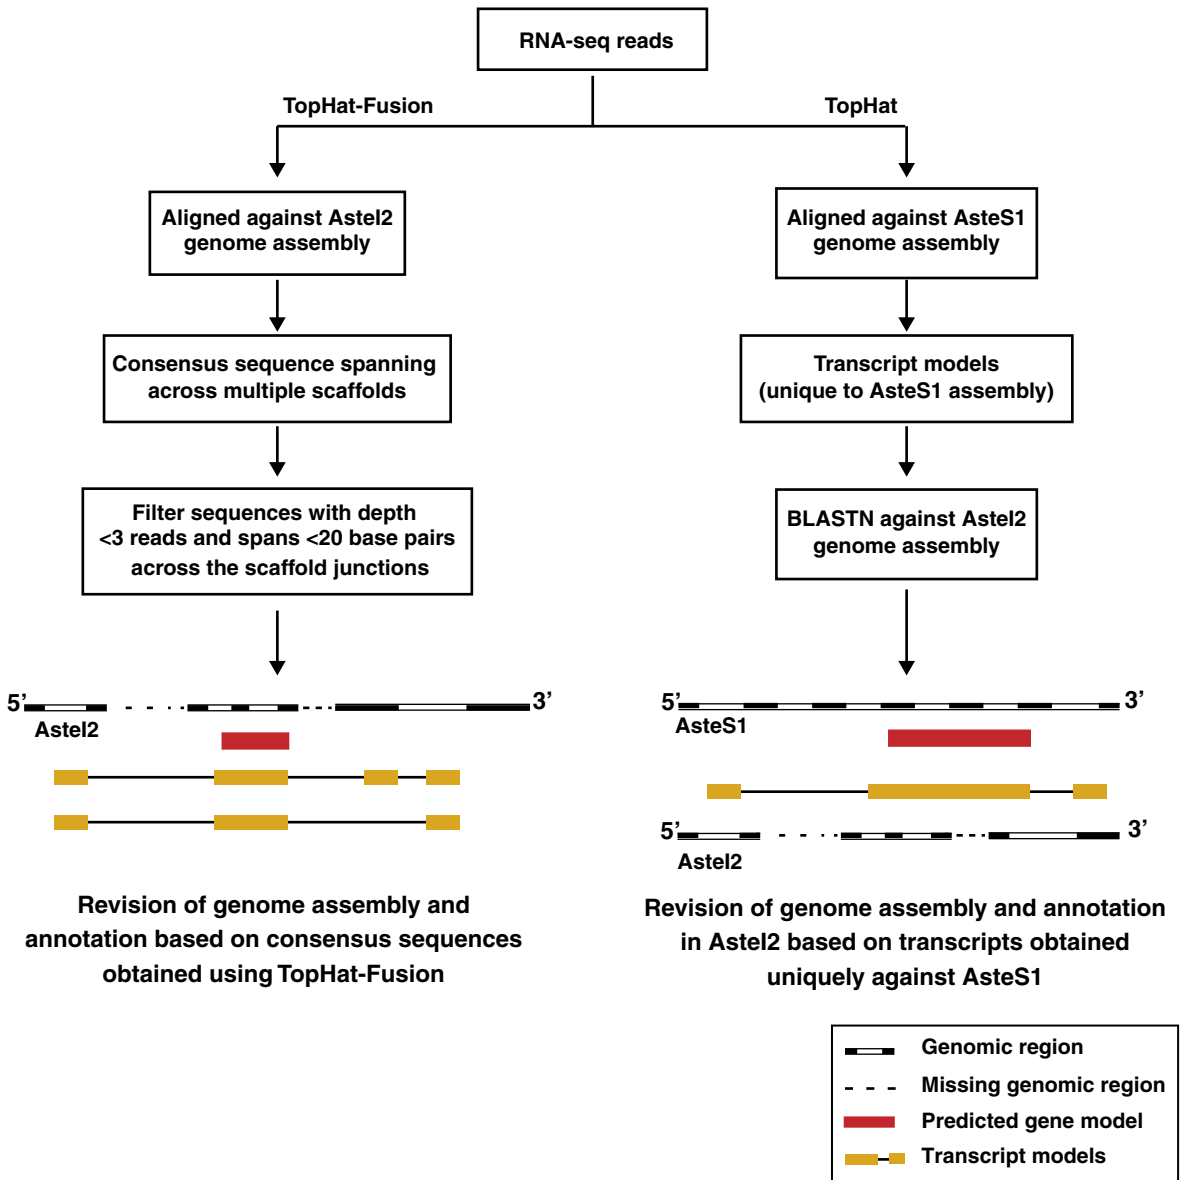 RNA-seq reads
TopHat-Fusion
TopHat
Aligned against AsteI2
genome assembly
Consensus sequence spanning
across multiple scaffolds
Filter sequences with depth
<3 reads and spans <20 base pairs
across the scaffold junctions
5’
3’
AsteI2
Revision of genome assembly and
annotation based on consensus sequences
obtained using TopHat-Fusion
Aligned against AsteS1
genome assembly
Transcript models
(unique to AsteS1 assembly)
BLASTN against AsteI2
genome assembly
5’
3’
AsteS1
5’
3’
AsteI2
Revision of genome assembly and annotation
in AsteI2 based on transcripts obtained
uniquely against AsteS1
Genomic region
Missing genomic region
Predicted gene model
Transcript models